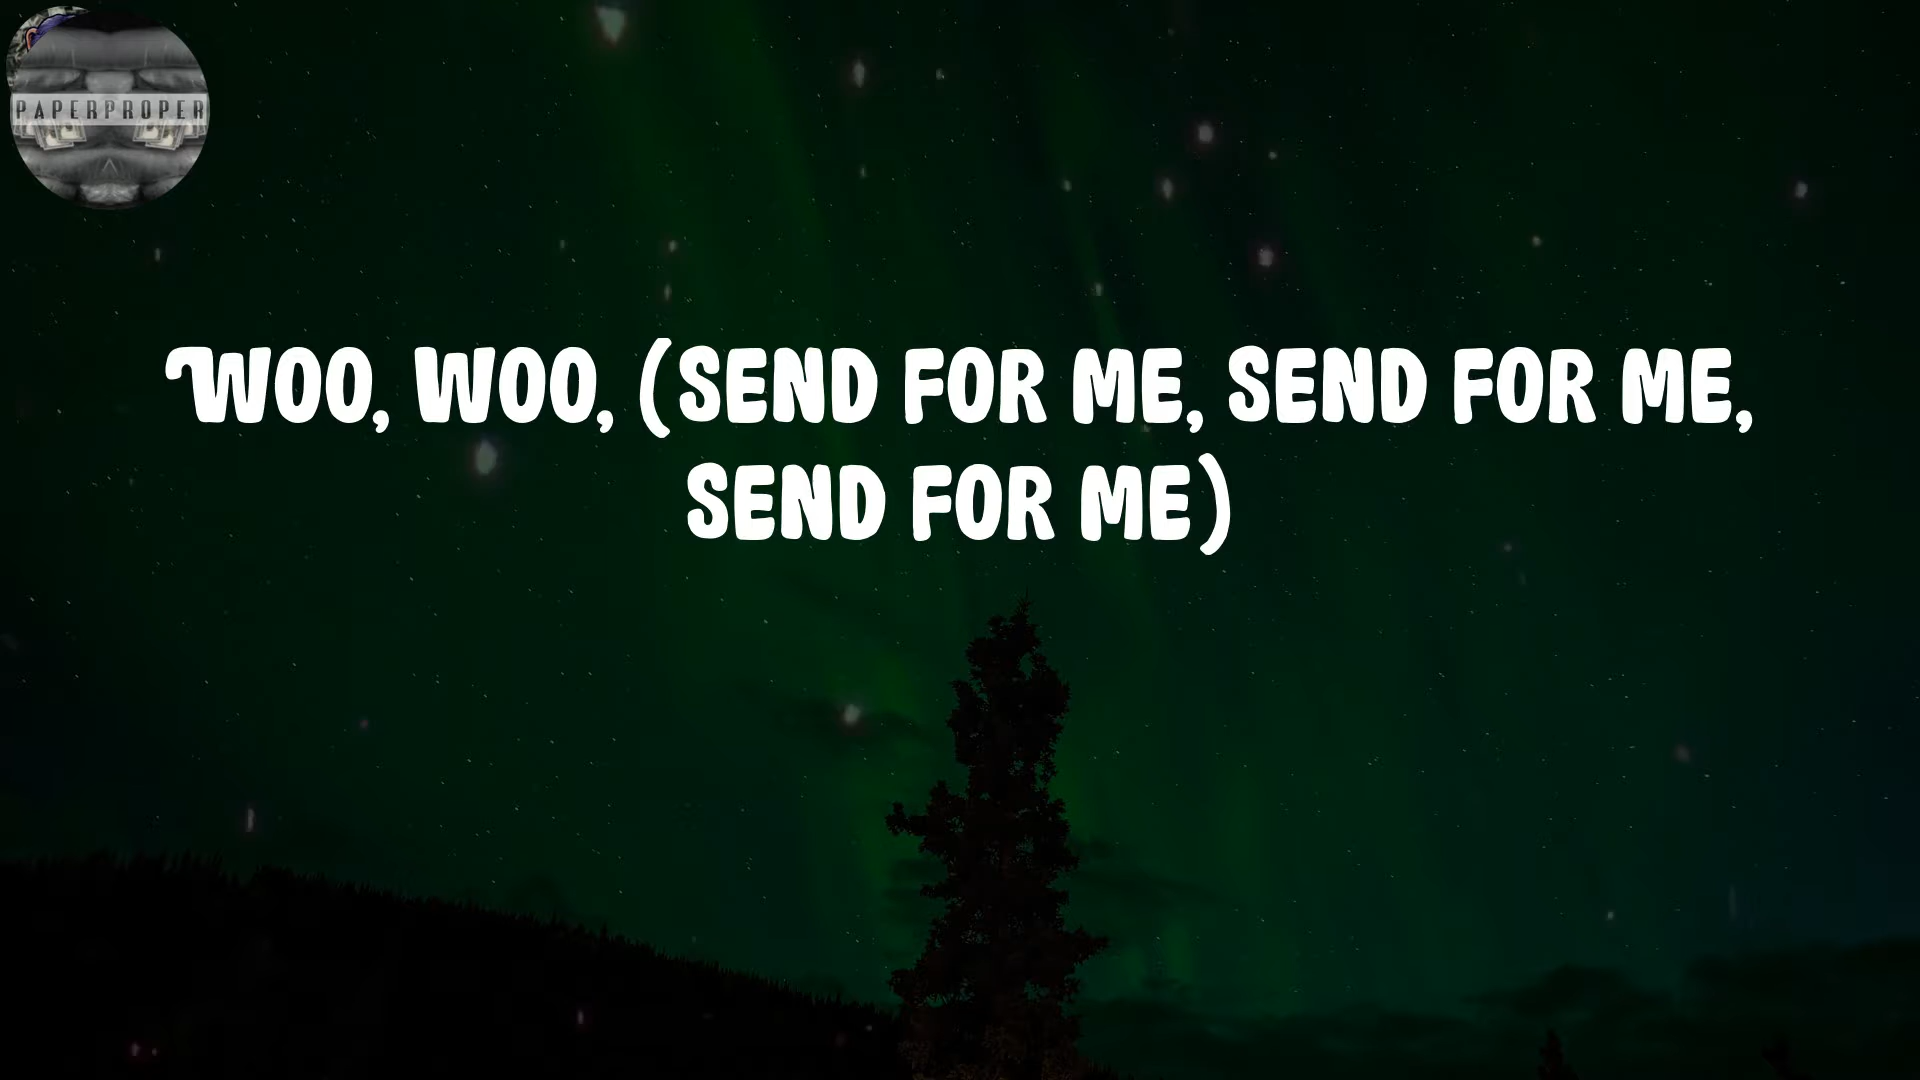 PAPERPROPER
WOO, WOO, (SEND FOR ME, SEND FOR ME,
SEND FOR ME)